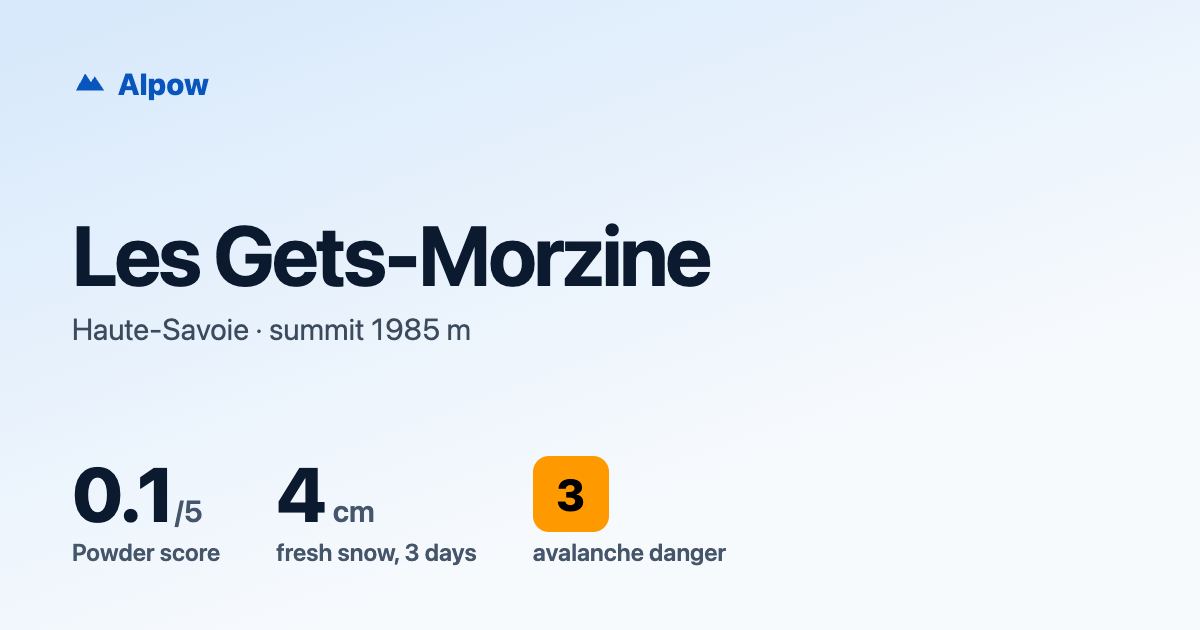 Alpow
Les Gets-Morzine
Haute-Savoie · summit 1985 m
0.1/5
Powder score
4 cm
fresh snow, 3 days
3
avalanche danger